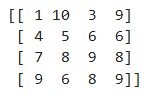 [[ 1 10  3  9]
 [ 4  5  6  6]
 [ 7  8  9  8]
 [ 9  6  8  9]]